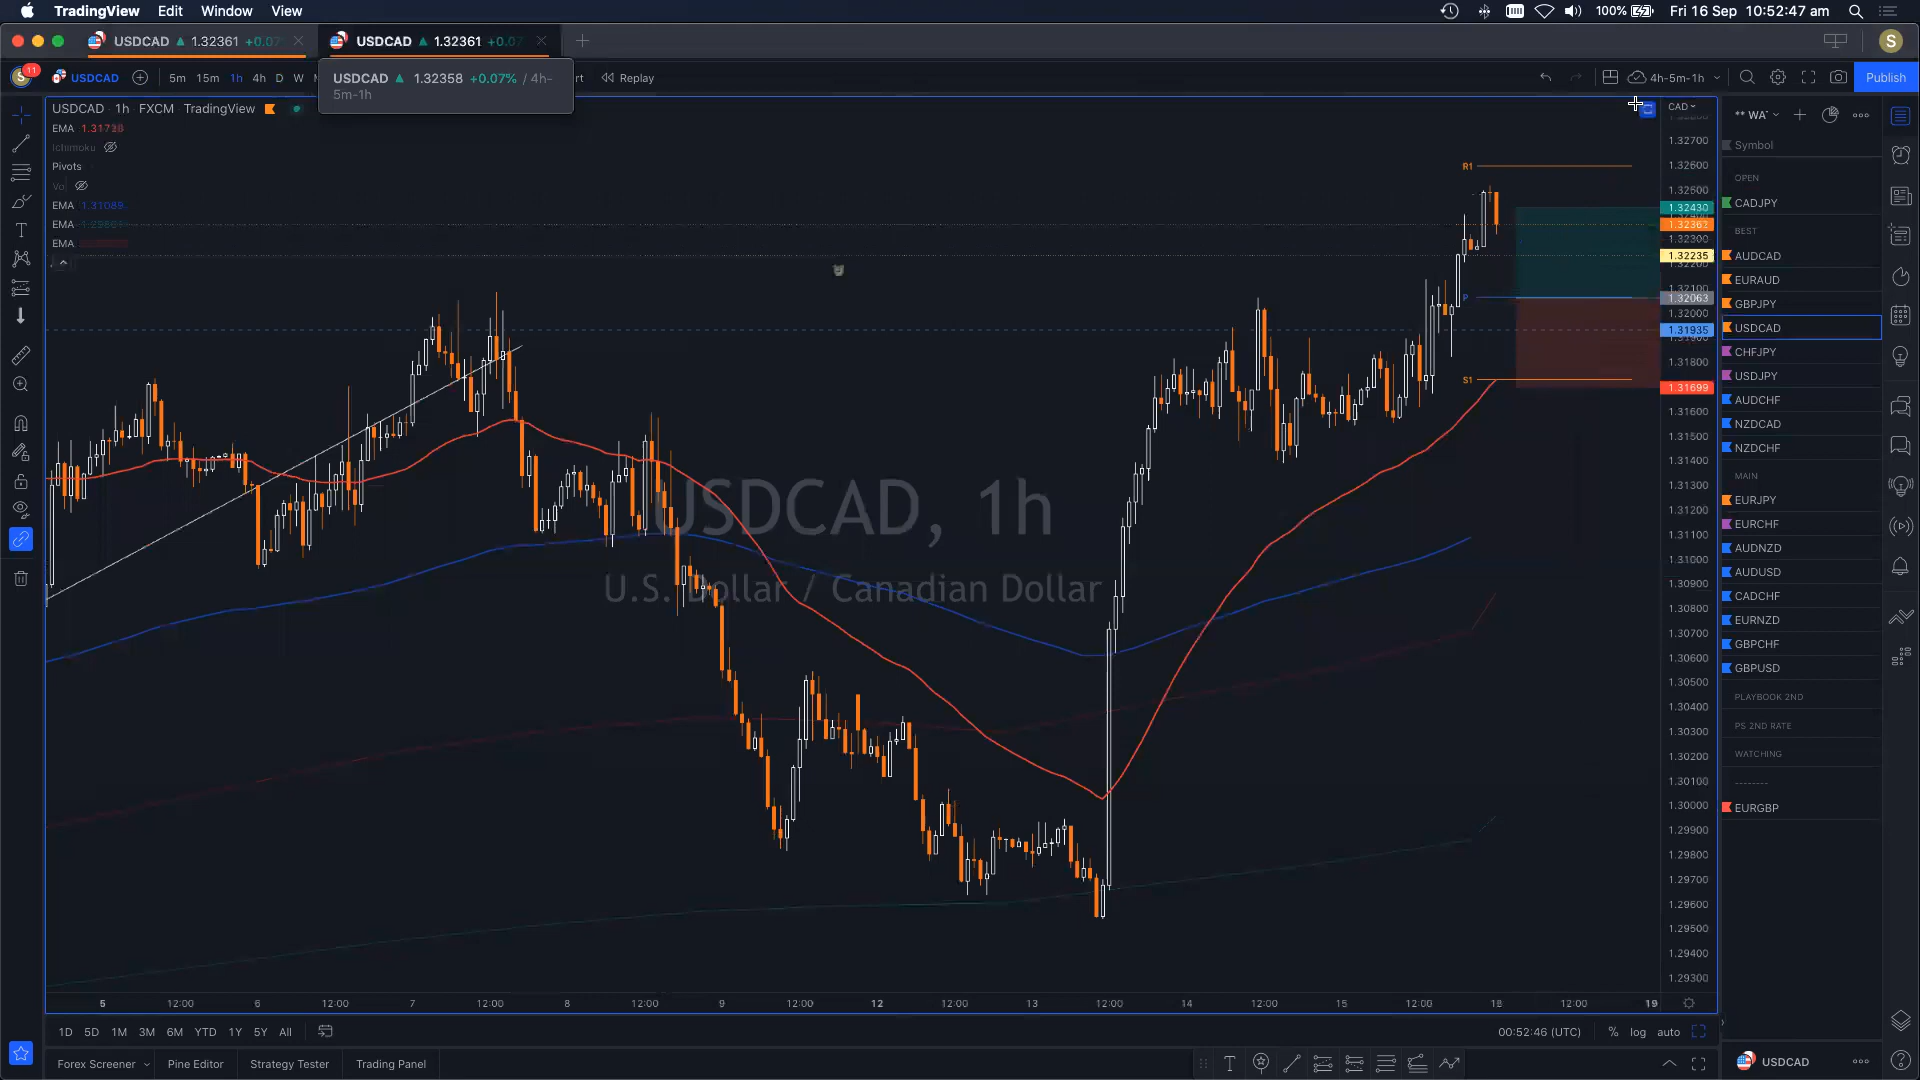 TradingView Edit Window View
100% Fri 16 Sep 10:52:47 am
USDCAD ▲ 1.32361 +0.07
USDCAD ▲ 1.32361 +0.07
S
11
USDCAD 5m 15m 1h 4h D W
USDCAD ▲ 1.32358 +0.07% / 4h-
5m-1h
rt Replay
4h-5m-1h
Publish
USDCAD · 1h · FXCM · TradingView
EMA 1.31728
Ichimoku
Pivots
Vol
EMA 1.31089
EMA
EMA
USDCAD, 1h
U.S. Dollar / Canadian Dollar
R1
P
S1
CAD
1.32700
1.32600
1.32500
1.32430
1.32362
1.32300
1.32235
1.32100
1.32063
1.32000
1.31935
1.31800
1.31699
1.31600
1.31500
1.31400
1.31300
1.31200
1.31100
1.31000
1.30900
1.30800
1.30700
1.30600
1.30500
1.30400
1.30300
1.30200
1.30100
1.30000
1.29900
1.29800
1.29700
1.29600
1.29500
1.29400
1.29300
5 12:00 6 12:00 7 12:00 8 12:00 9 12:00 12 12:00 13 12:00 14 12:00 15 12:00 12:00 19
1D 5D 1M 3M 6M YTD 1Y 5Y All
00:52:46 (UTC) % log auto
Forex Screener Pine Editor Strategy Tester Trading Panel
Symbol
OPEN
CADJPY
BEST
AUDCAD
EURAUD
GBPJPY
USDCAD
CHFJPY
USDJPY
AUDCHF
NZDCAD
NZDCHF
MAIN
EURJPY
EURCHF
AUDNZD
AUDUSD
CADCHF
EURNZD
GBPCHF
GBPUSD
PLAYBOOK 2ND
PS 2ND RATE
WATCHING
--------
EURGBP
USDCAD